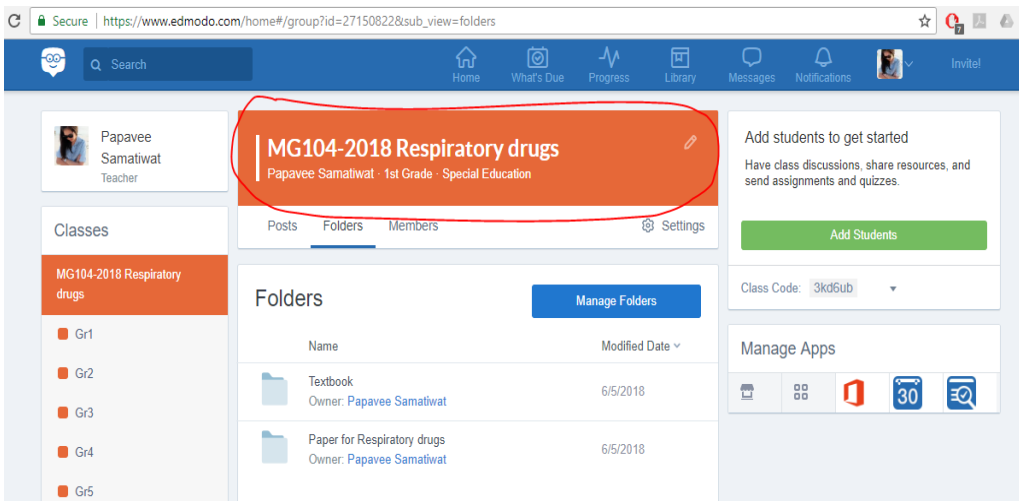 Secure | https://www.edmodo.com/home#/group?id=27150822&sub_view=folders
7
Search
Home
What's Due
Progress
Library
Messages
Notifications
Invite!
Papavee
Samatiwat
Teacher
Classes
MG104-2018 Respiratory
drugs
Gr1
Gr2
Gr3
Gr4
Gr5
MG104-2018 Respiratory drugs
Papavee Samatiwat · 1st Grade · Special Education
Posts
Folders
Members
Settings
Folders
Manage Folders
Name
Modified Date
Textbook
Owner: Papavee Samatiwat
6/5/2018
Paper for Respiratory drugs
Owner: Papavee Samatiwat
6/5/2018
Add students to get started
Have class discussions, share resources, and
send assignments and quizzes.
Add Students
Class Code: 3kd6ub
Manage Apps
30